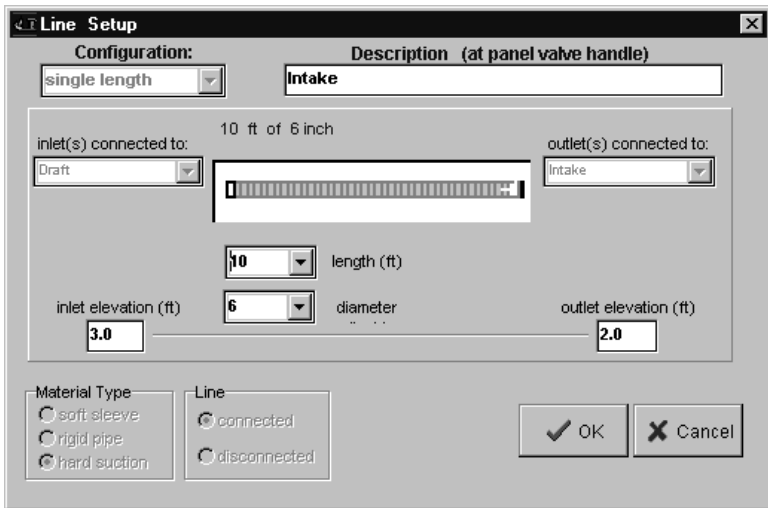 Line Setup
Configuration:
Description (at panel valve handle)
single length
Intake
10 ft of 6 inch
inlet(s) connected to:
outlet(s) connected to:
Draft
Intake
10
length (ft)
6
diameter
inlet elevation (ft)
outlet elevation (ft)
3.0
2.0
Material Type
soft sleeve
rigid pipe
hard suction
Line
connected
disconnected
OK
Cancel